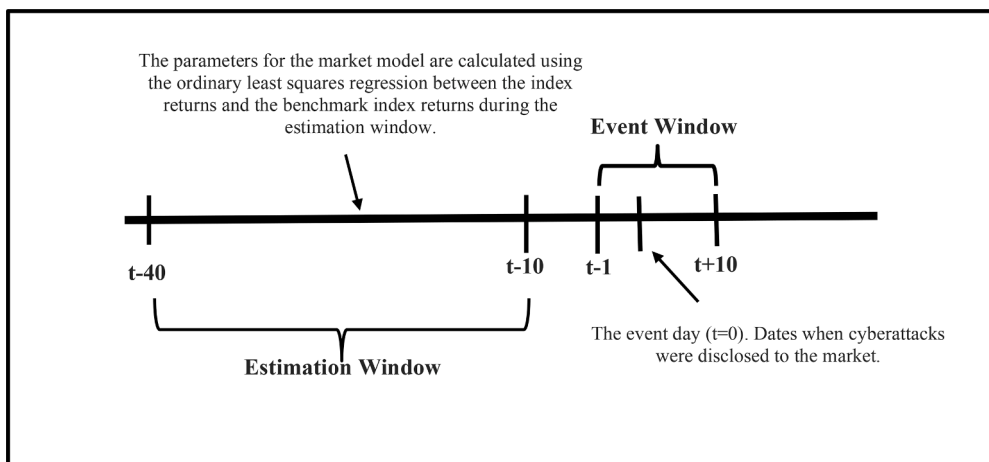 The parameters for the market model are calculated using
the ordinary least squares regression between the index
returns and the benchmark index returns during the
estimation window.
Event Window
t-40
t-10
t-1
t+10
The event day (t=0). Dates when cyberattacks
were disclosed to the market.
Estimation Window